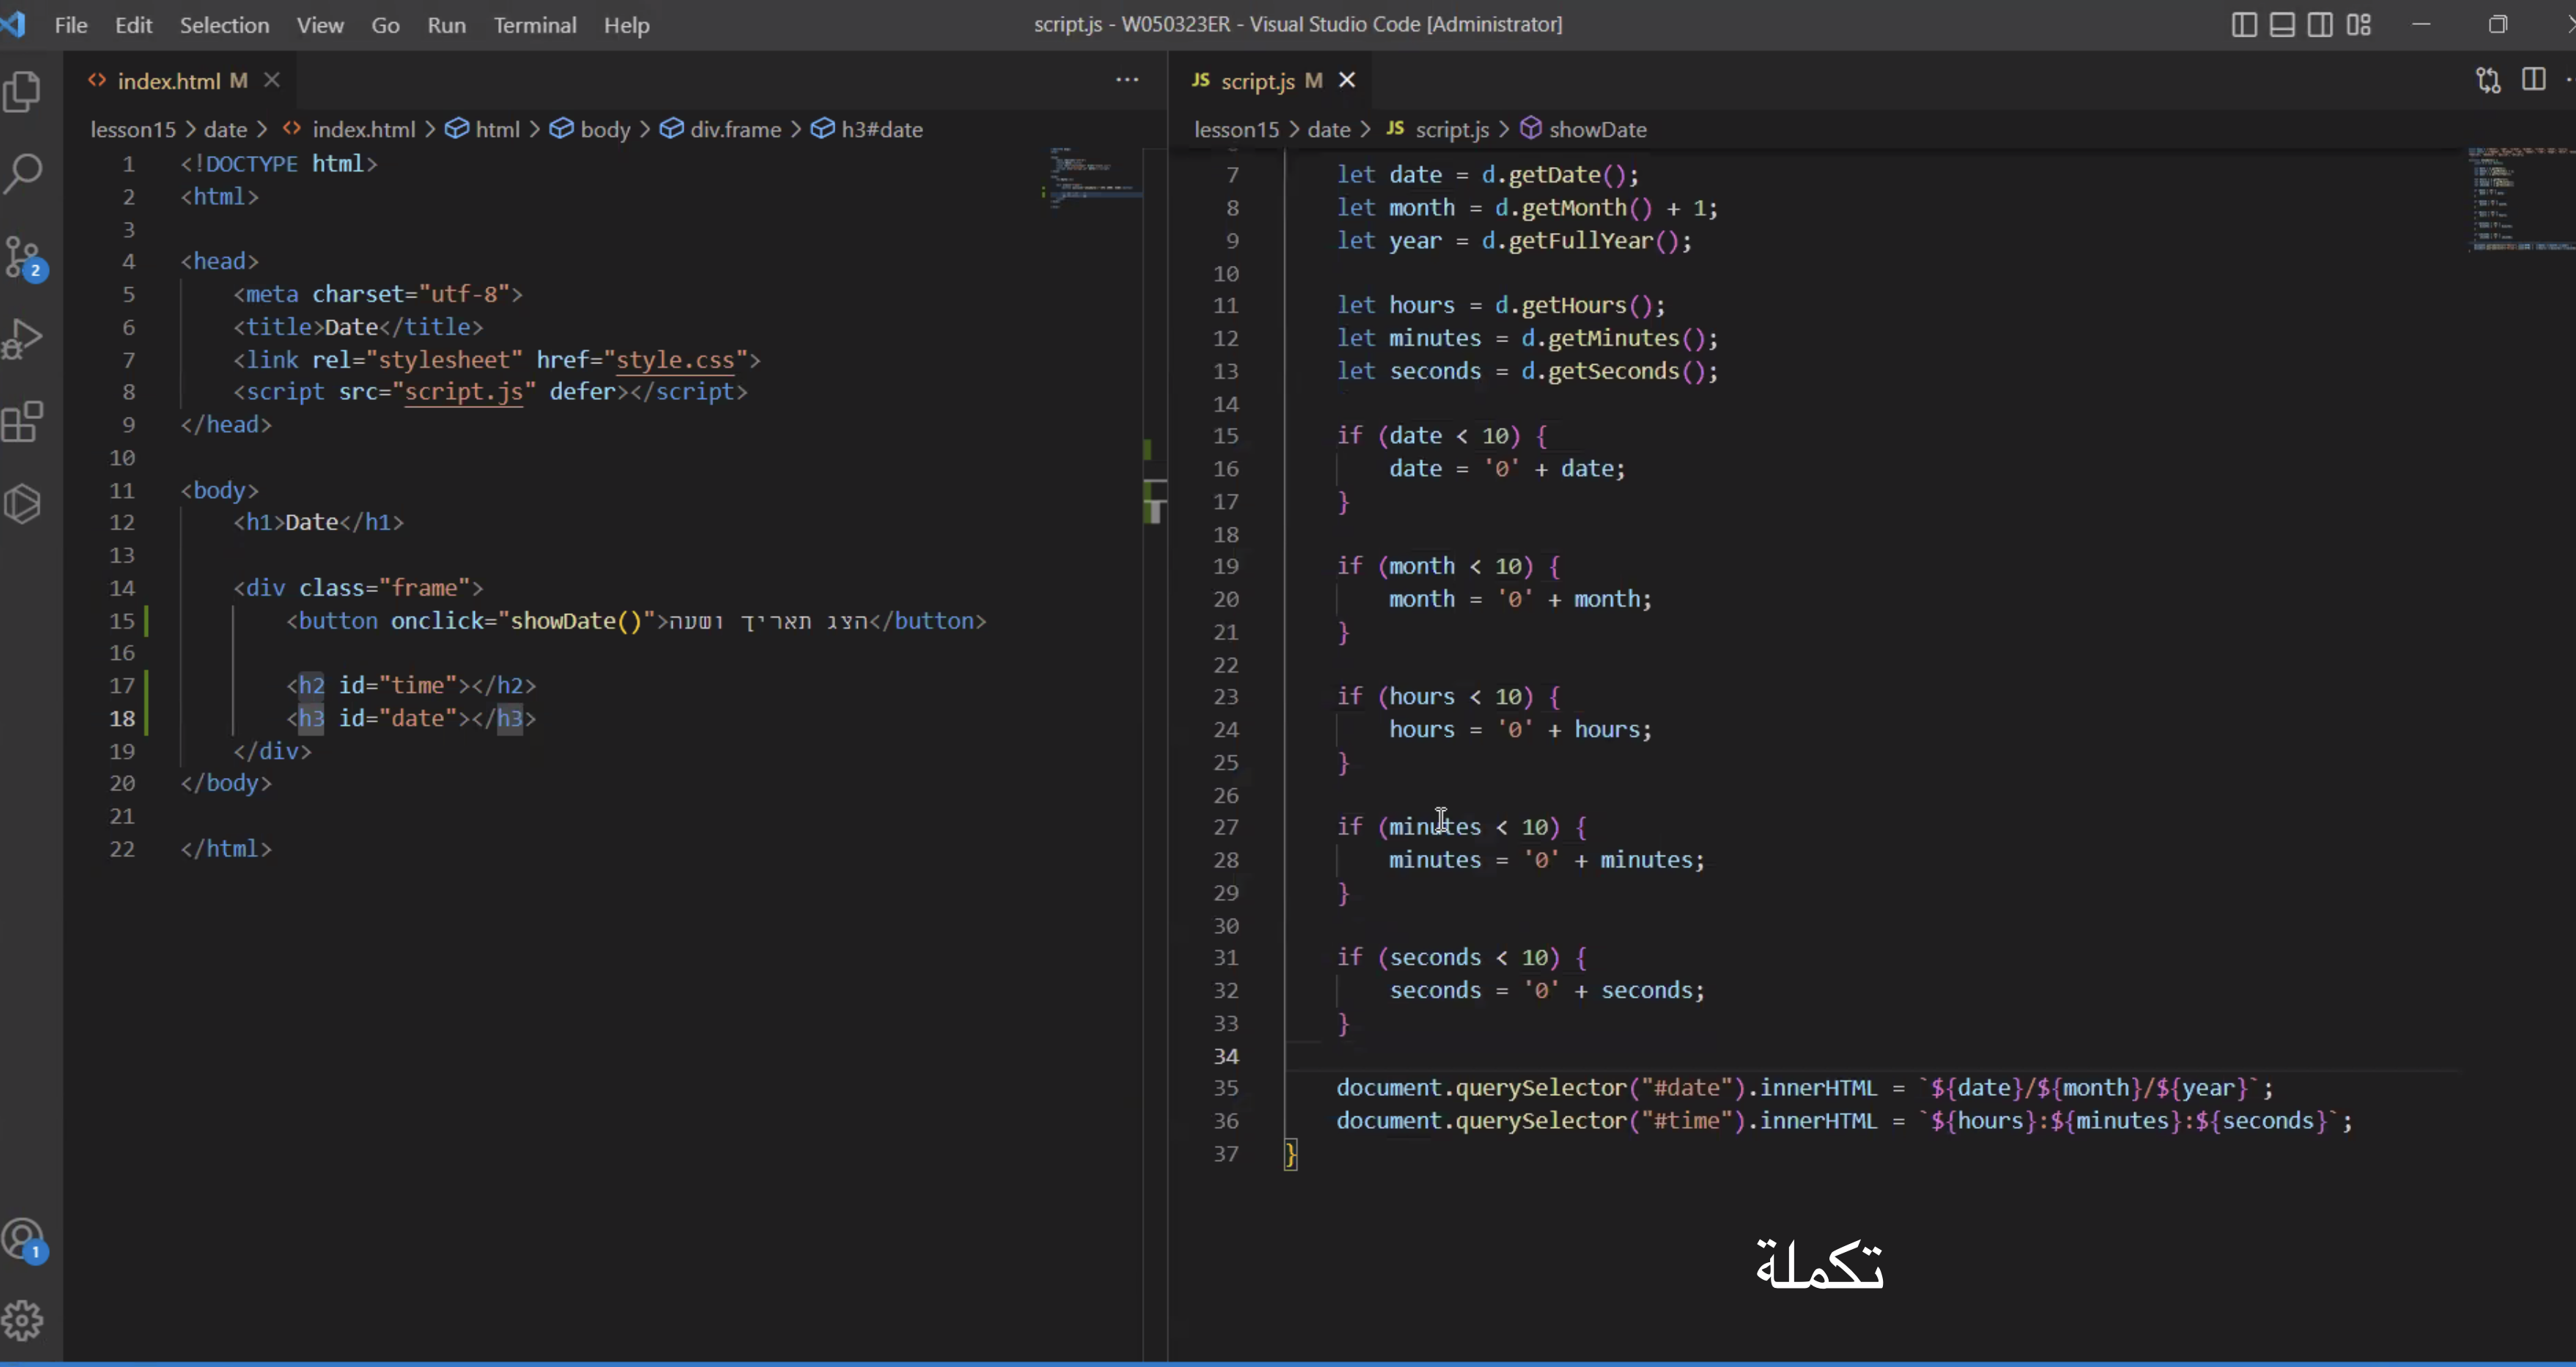 File Edit Selection View Go Run Terminal Help
script.js - W050323ER - Visual Studio Code [Administrator]
index.html M
lesson15 > date > index.html > html > body > div.frame > h3#date
1 <!DOCTYPE html>
2 <html>
3
4 <head>
5 <meta charset="utf-8">
6 <title>Date</title>
7 <link rel="stylesheet" href="style.css">
8 <script src="script.js" defer></script>
9 </head>
10
11 <body>
12 <h1>Date</h1>
13
14 <div class="frame">
15 <button onclick="showDate()">הצג תאריך ושעה</button>
16
17 <h2 id="time"></h2>
18 <h3 id="date"></h3>
19 </div>
20 </body>
21
22 </html>
2
1
JS script.js M
lesson15 > date > JS script.js > showDate
7 let date = d.getDate();
8 let month = d.getMonth() + 1;
9 let year = d.getFullYear();
10
11 let hours = d.getHours();
12 let minutes = d.getMinutes();
13 let seconds = d.getSeconds();
14
15 if (date < 10) {
16 date = '0' + date;
17 }
18
19 if (month < 10) {
20 month = '0' + month;
21 }
22
23 if (hours < 10) {
24 hours = '0' + hours;
25 }
26
27 if (minutes < 10) {
28 minutes = '0' + minutes;
29 }
30
31 if (seconds < 10) {
32 seconds = '0' + seconds;
33 }
34
35 document.querySelector("#date").innerHTML = `${date}/${month}/${year}`;
36 document.querySelector("#time").innerHTML = `${hours}:${minutes}:${seconds}`;
37 }
تكملة